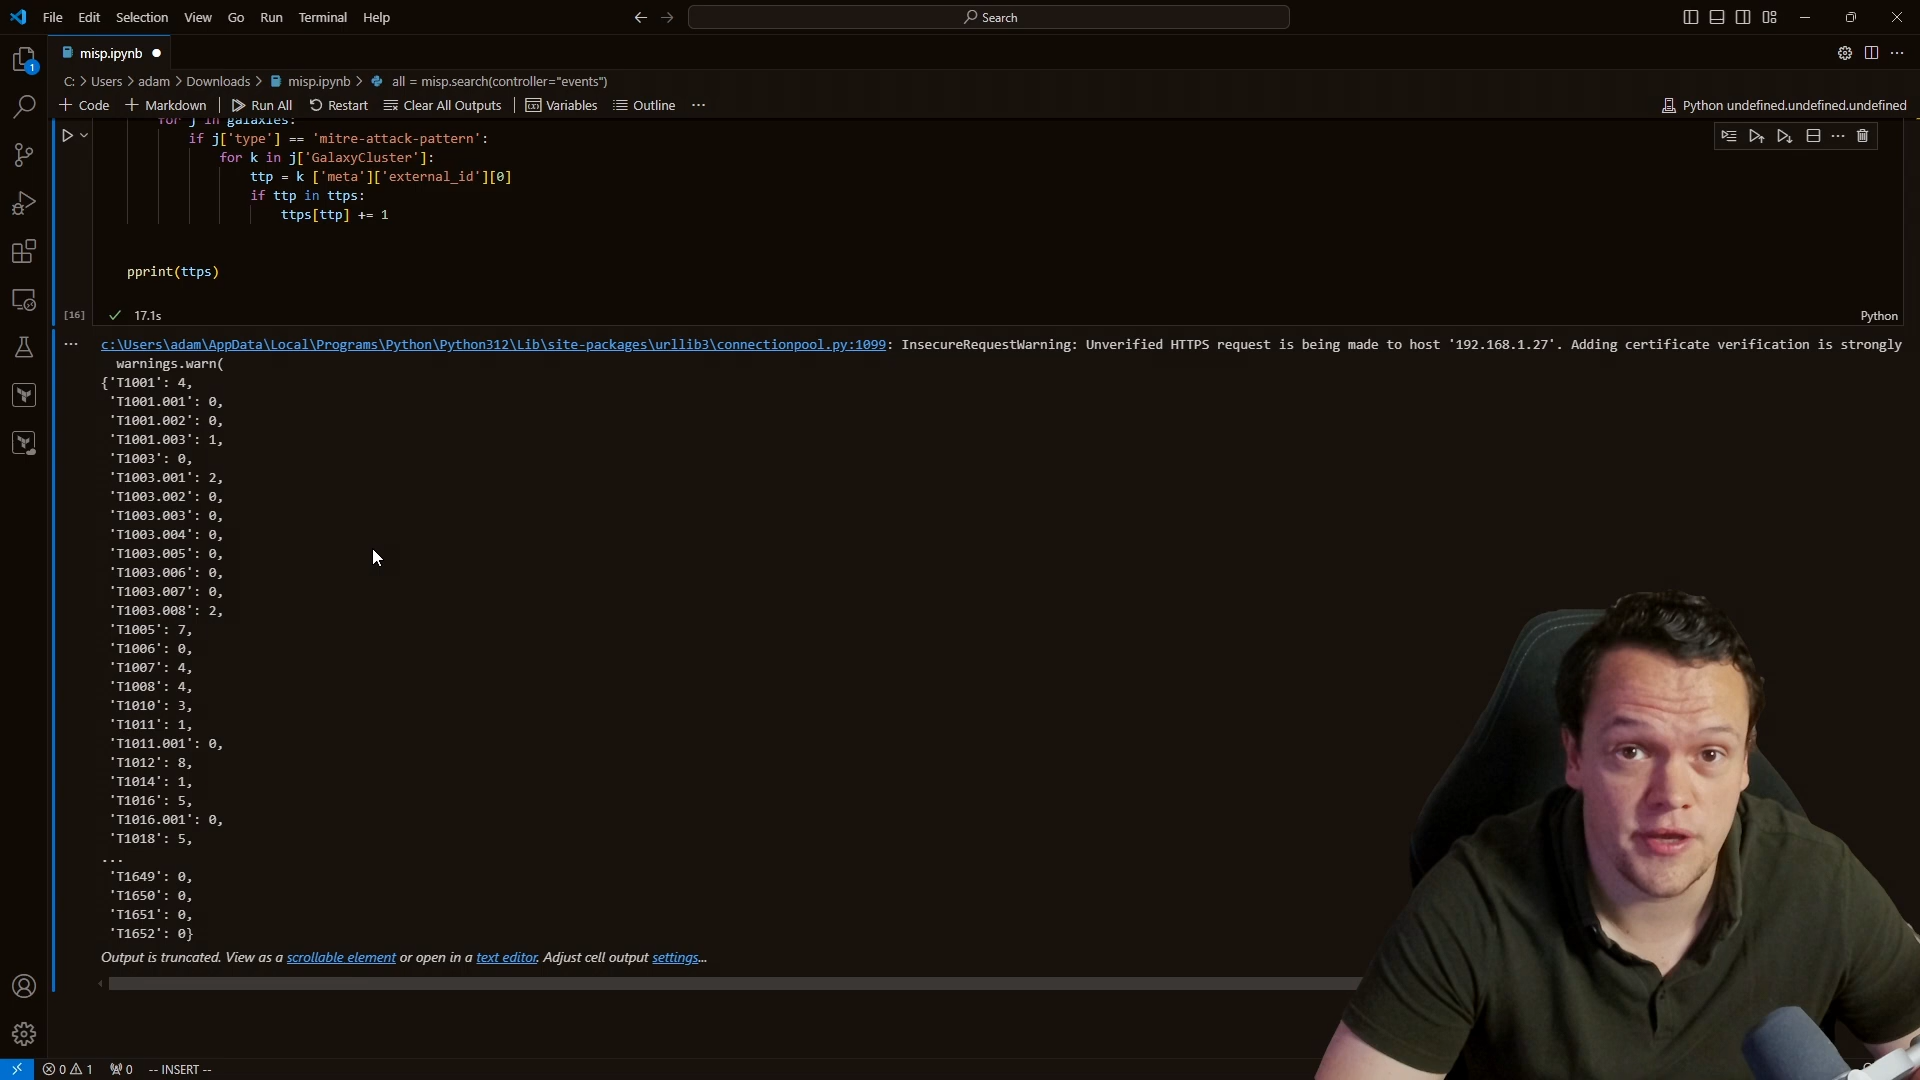 File Edit Selection View Go Run Terminal Help
Search
misp.ipynb
1
C: > Users > adam > Downloads > misp.ipynb > all = misp.search(controller="events")
+ Code + Markdown Run All Restart Clear All Outputs Variables Outline ...
Python undefined.undefined.undefined
for j in galaxies:
if j['type'] == 'mitre-attack-pattern':
for k in j['GalaxyCluster']:
ttp = k ['meta']['external_id'][0]
if ttp in ttps:
ttps[ttp] += 1
pprint(ttps)
[16] 17.1s
Python
c:\Users\adam\AppData\Local\Programs\Python\Python312\Lib\site-packages\urllib3\connectionpool.py:1099: InsecureRequestWarning: Unverified HTTPS request is being made to host '192.168.1.27'. Adding certificate verification is strongly
warnings.warn(
{'T1001': 4,
'T1001.001': 0,
'T1001.002': 0,
'T1001.003': 1,
'T1003': 0,
'T1003.001': 2,
'T1003.002': 0,
'T1003.003': 0,
'T1003.004': 0,
'T1003.005': 0,
'T1003.006': 0,
'T1003.007': 0,
'T1003.008': 2,
'T1005': 7,
'T1006': 0,
'T1007': 4,
'T1008': 4,
'T1010': 3,
'T1011': 1,
'T1011.001': 0,
'T1012': 8,
'T1014': 1,
'T1016': 5,
'T1016.001': 0,
'T1018': 5,
...
'T1649': 0,
'T1650': 0,
'T1651': 0,
'T1652': 0}
Output is truncated. View as a scrollable element or open in a text editor. Adjust cell output settings...
0 1 0 -- INSERT --